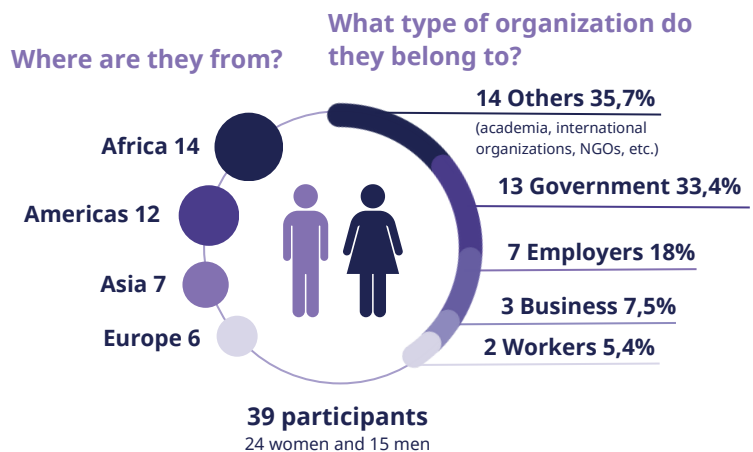 Where are they from?
Africa 14
Americas 12
Asia 7
Europe 6
What type of organization do
they belong to?
14 Others 35,7%
(academia, international
organizations, NGOs, etc.)
13 Government 33,4%
7 Employers 18%
3 Business 7,5%
2 Workers 5,4%
39 participants
24 women and 15 men